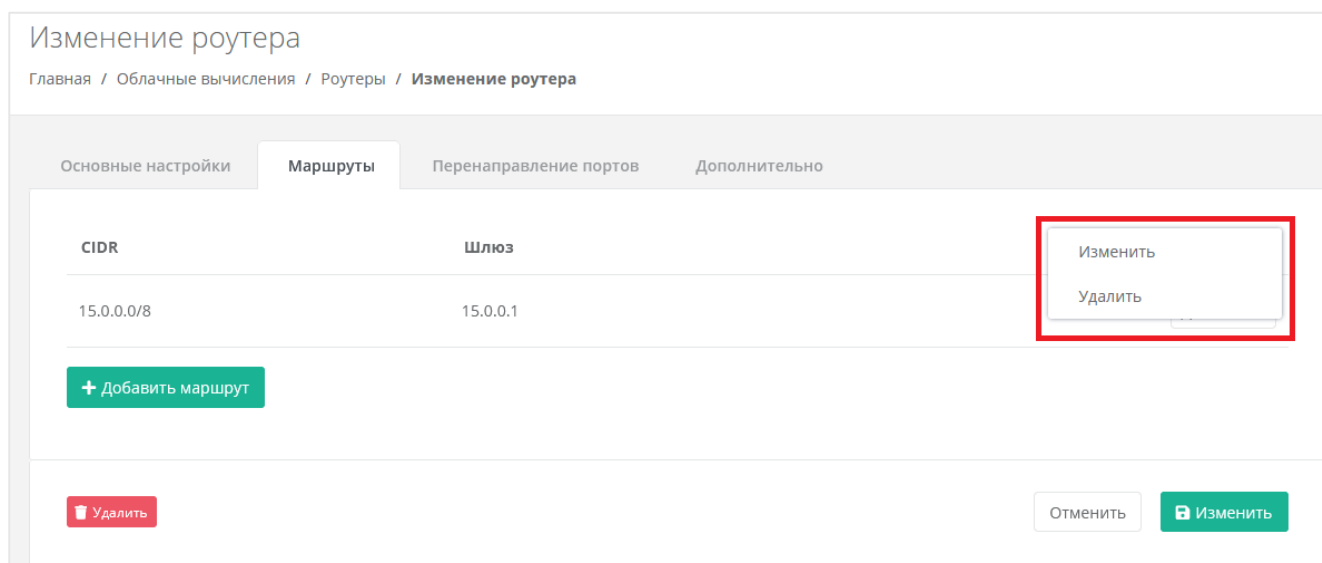 Изменение роутера
Главная / Облачные вычисления / Роутеры / Изменение роутера
Основные настройки Маршруты Перенаправление портов Дополнительно
CIDR Шлюз
Изменить
Удалить
15.0.0.0/8 15.0.0.1
Добавить маршрут
Удалить Отменить Изменить